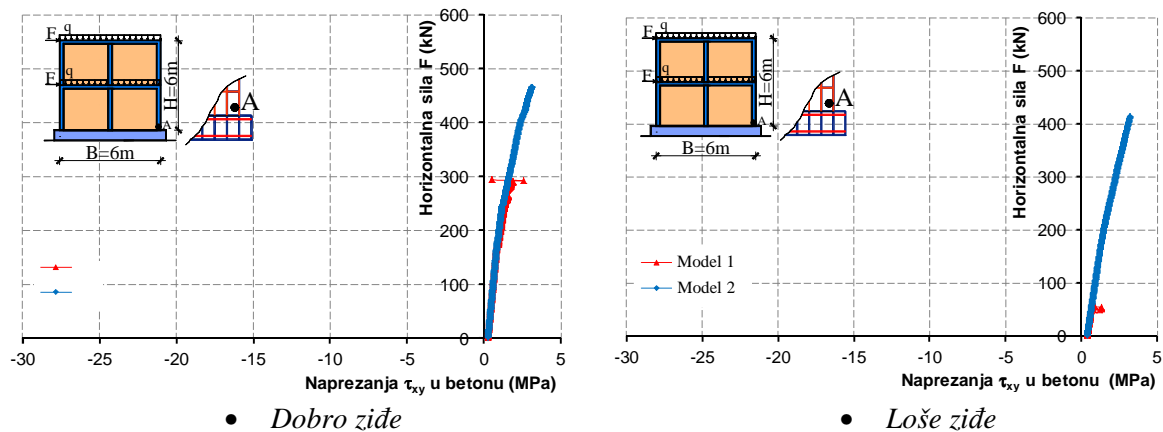 600
500
400
300
200
100
0
Horizontalna sila F (kN)
F
q
F
q
H=6m
A
B=6m
A
-30 -25 -20 -15 -10 -5 0 5
Naprezanja τxy u betonu (MPa)
• Dobro ziđe
600
500
400
300
200
100
0
Horizontalna sila F (kN)
F
q
F
q
H=6m
A
B=6m
A
Model 1
Model 2
-30 -25 -20 -15 -10 -5 0 5
Naprezanja τxy u betonu (MPa)
• Loše ziđe